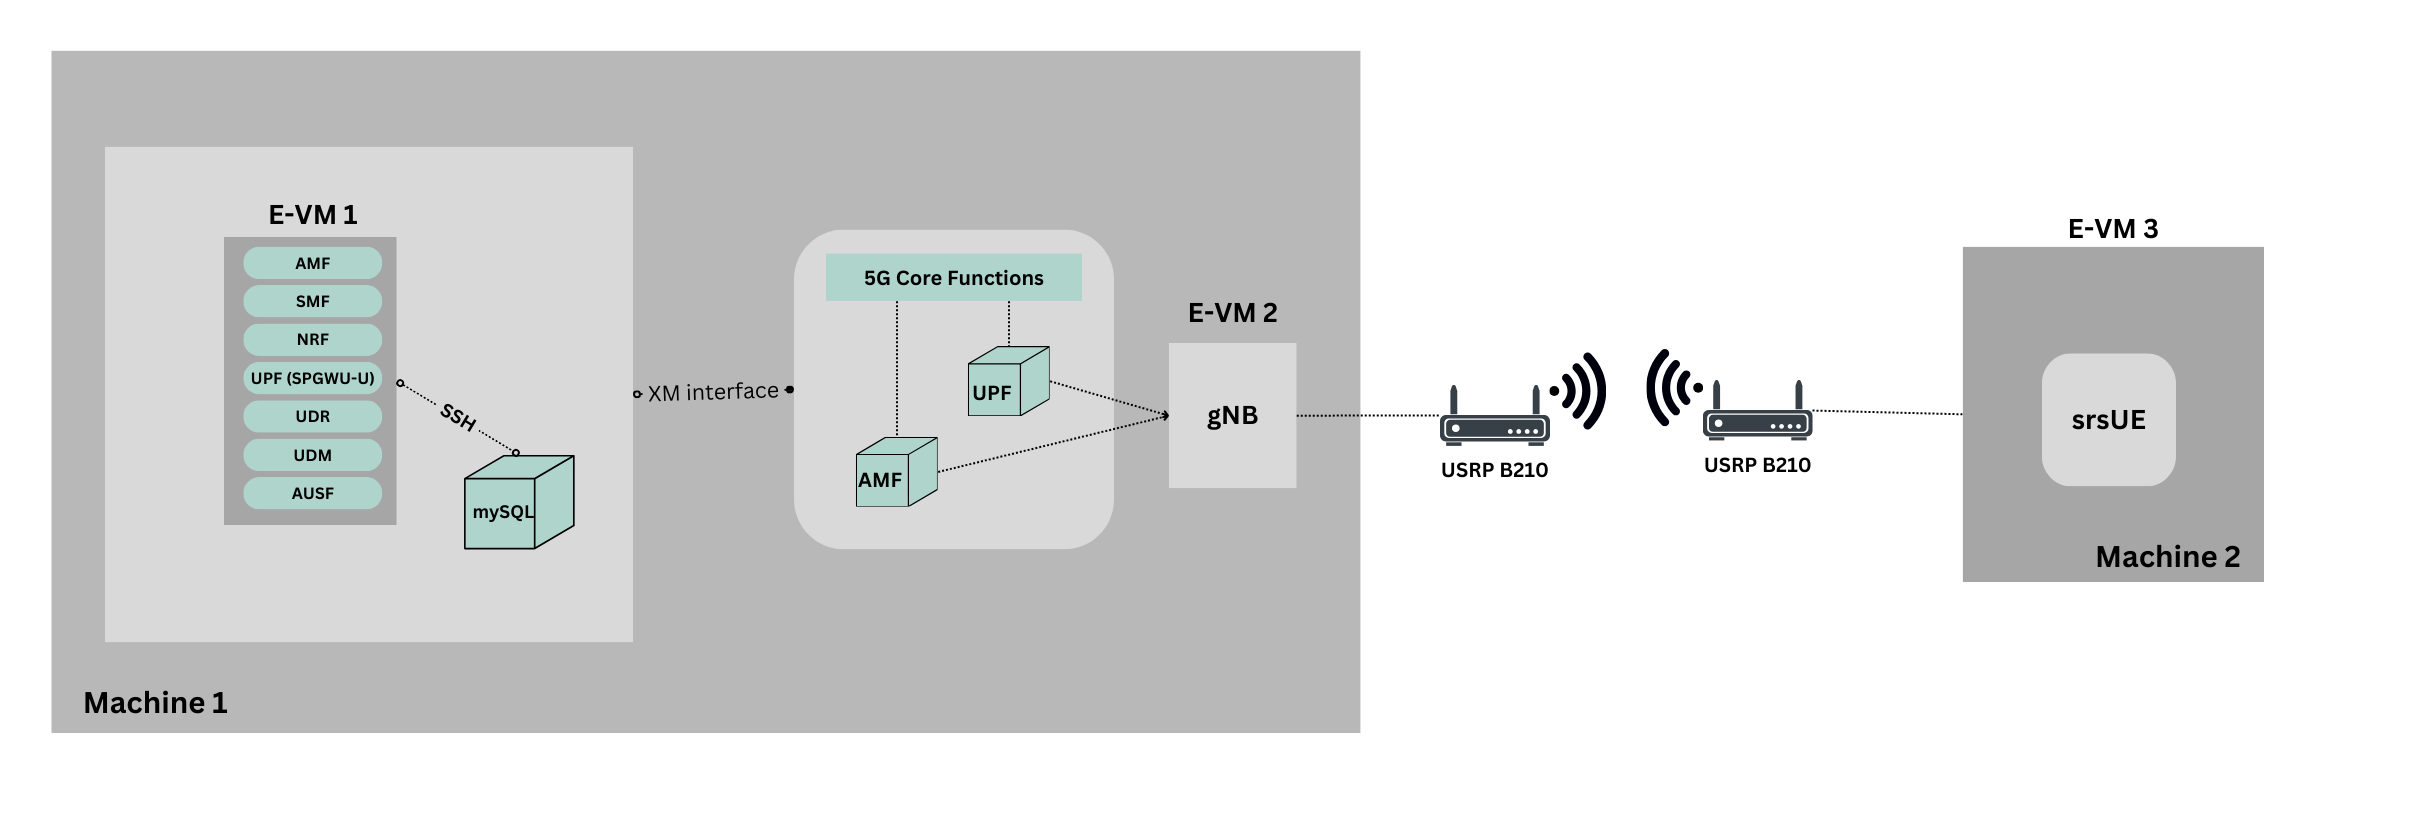 E-VM 1
AMF
SMF
NRF
UPF (SPGWU-U)
UDR
UDM
AUSF
SSH
mySQL
XM interface
5G Core Functions
UPF
AMF
E-VM 2
gNB
USRP B210
USRP B210
E-VM 3
srsUE
Machine 2
Machine 1